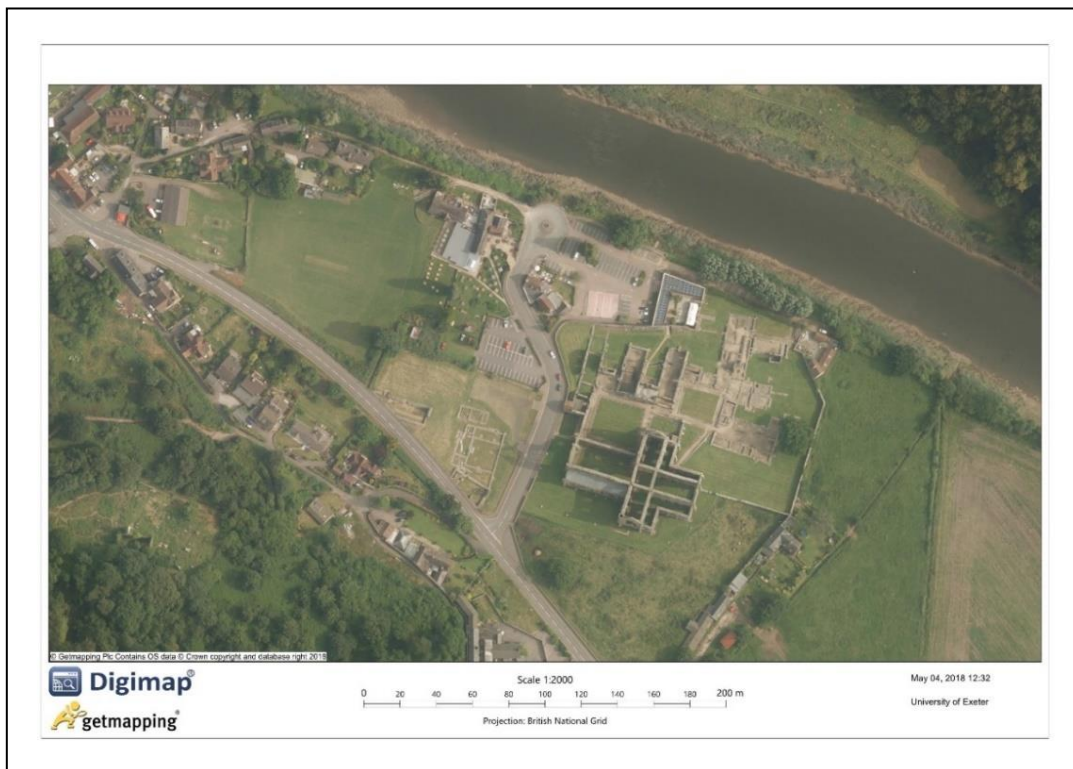 © Getmapping Plc Contains OS data © Crown copyright and database right 2018
Digimap®
getmapping®
Scale 1:2000
0 20 40 60 80 100 120 140 160 180 200 m
Projection: British National Grid
May 04, 2018 12:32
University of Exeter